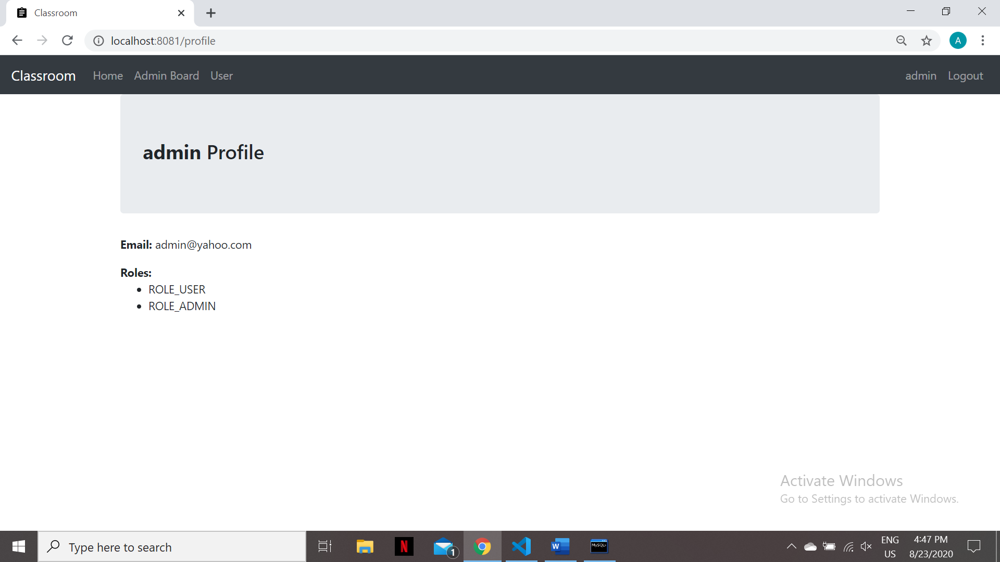 Classroom
localhost:8081/profile
A
Classroom Home Admin Board User admin Logout
admin Profile
Email: admin@yahoo.com
Roles:
ROLE_USER
ROLE_ADMIN
Activate Windows
Go to Settings to activate Windows.
Type here to search
N
1
W
MySQL>
ENG
US
4:47 PM
8/23/2020